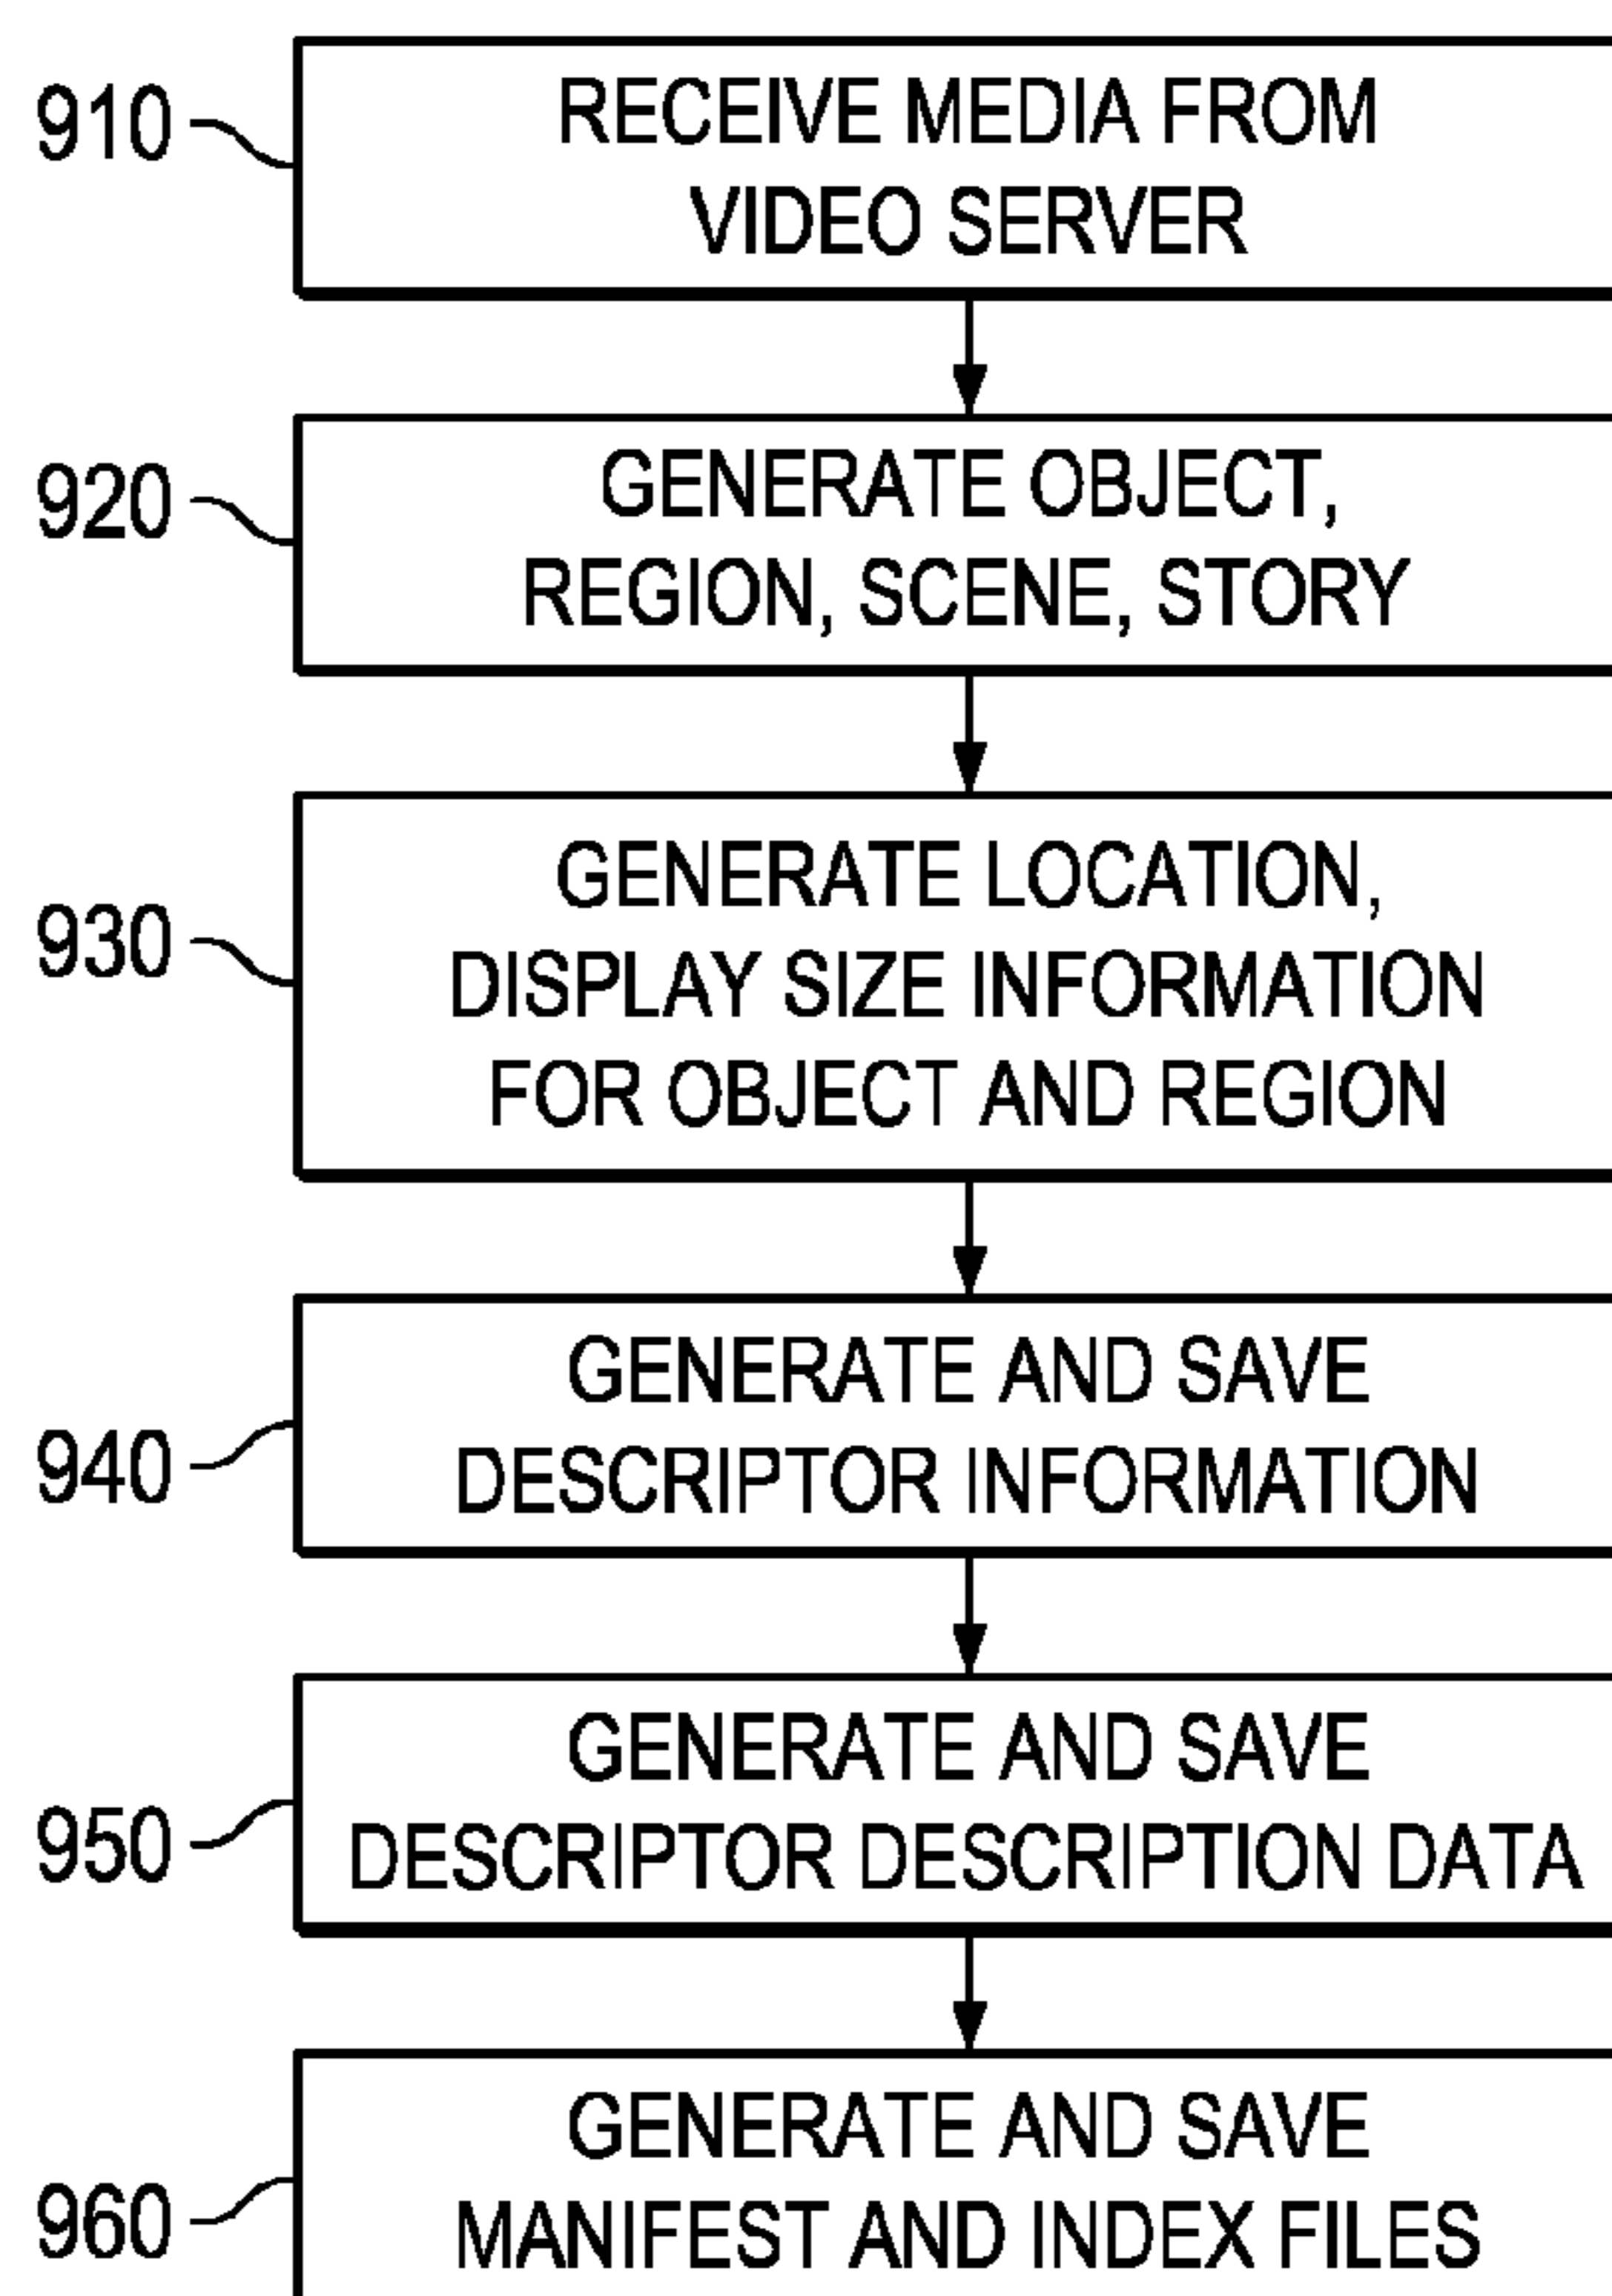 910
RECEIVE MEDIA FROM
VIDEO SERVER
920
GENERATE OBJECT,
REGION, SCENE, STORY
930
GENERATE LOCATION,
DISPLAY SIZE INFORMATION
FOR OBJECT AND REGION
940
GENERATE AND SAVE
DESCRIPTOR INFORMATION
950
GENERATE AND SAVE
DESCRIPTOR DESCRIPTION DATA
960
GENERATE AND SAVE
MANIFEST AND INDEX FILES